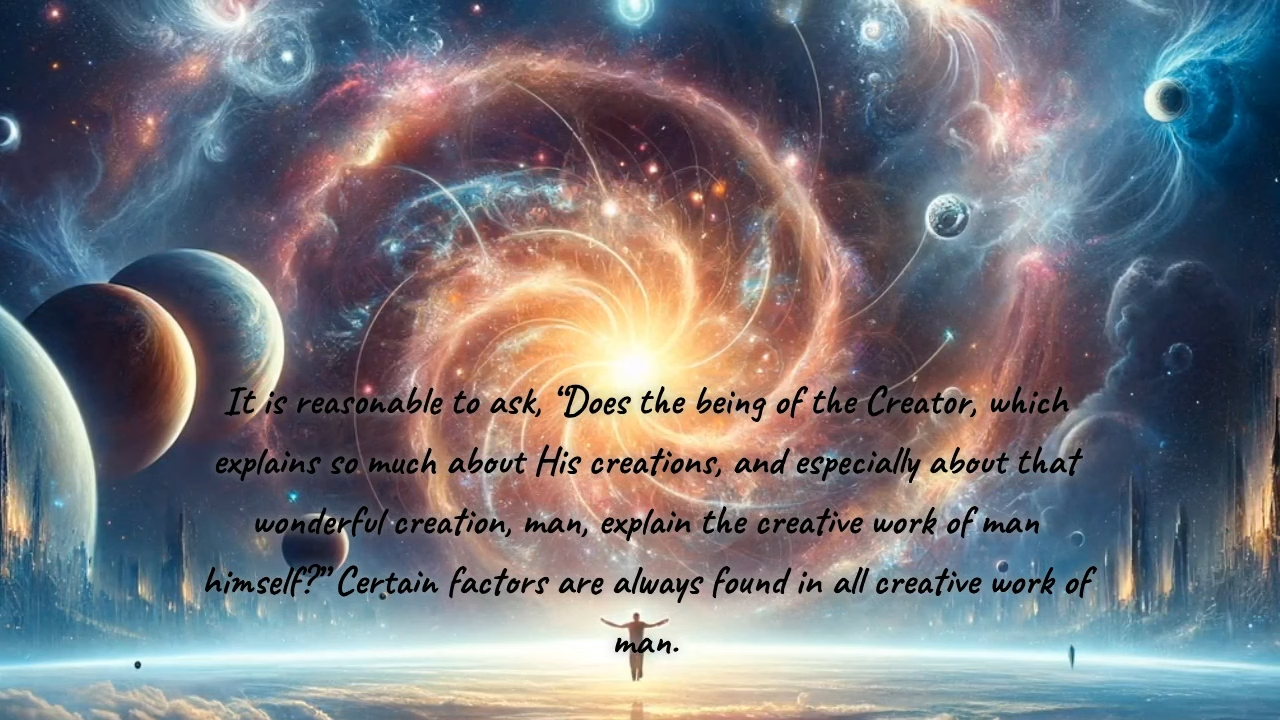 It is reasonable to ask, “Does the being of the Creator, which
explains so much about His creations, and especially about that
wonderful creation, man, explain the creative work of man
himself?” Certain factors are always found in all creative work of
man.